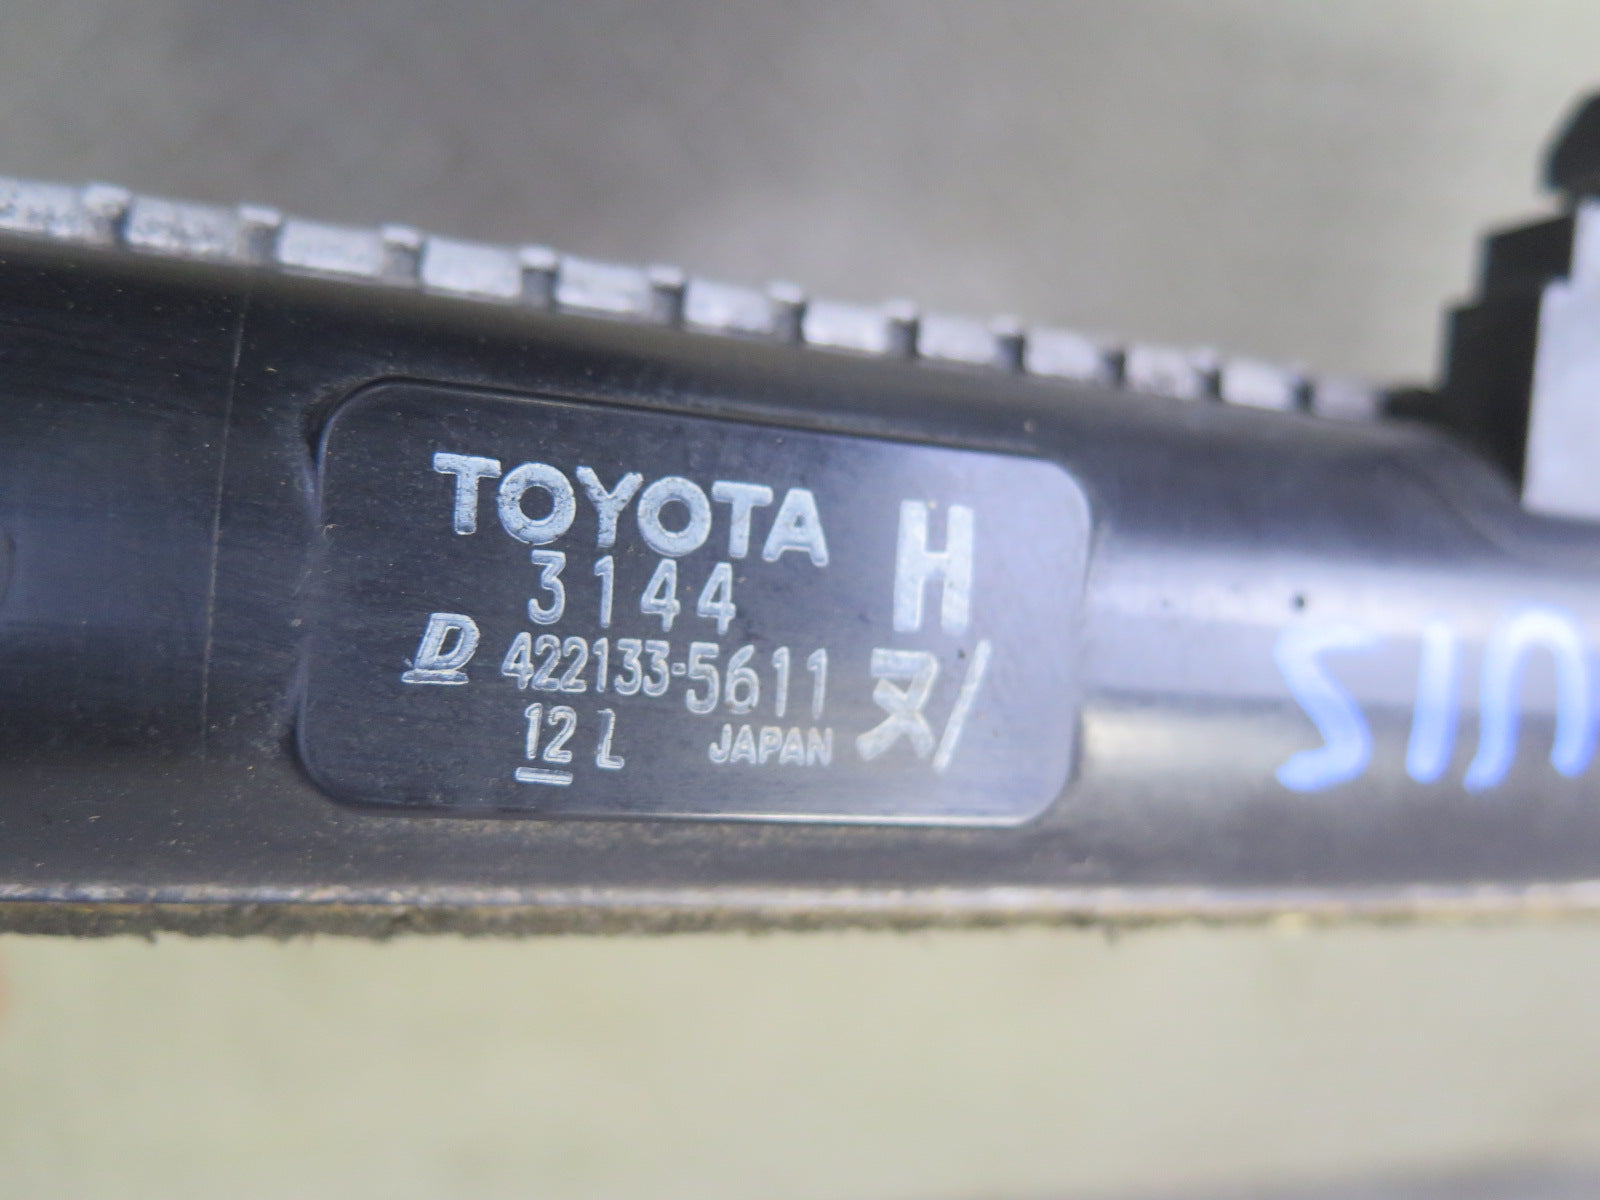 TOYOTA H
3144
D 422133-5611 ヌ/
12 L JAPAN